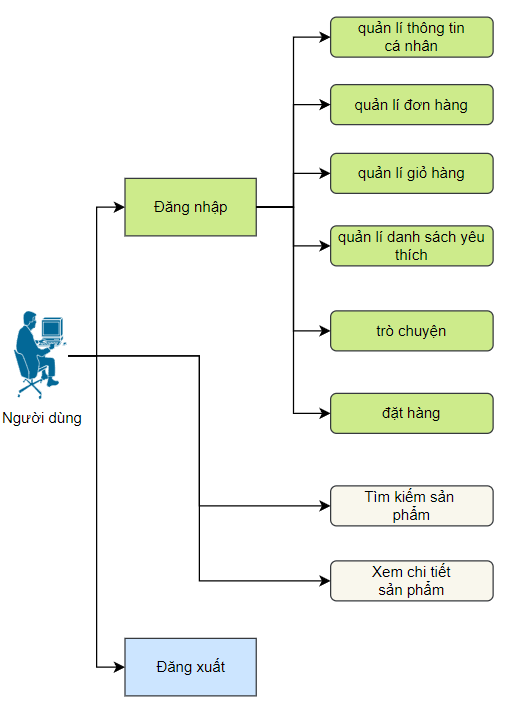 quản lí thông tin
cá nhân
quản lí đơn hàng
quản lí giỏ hàng
Đăng nhập
quản lí danh sách yêu
thích
trò chuyện
Người dùng
đặt hàng
Tìm kiếm sản
phẩm
Xem chi tiết
sản phẩm
Đăng xuất